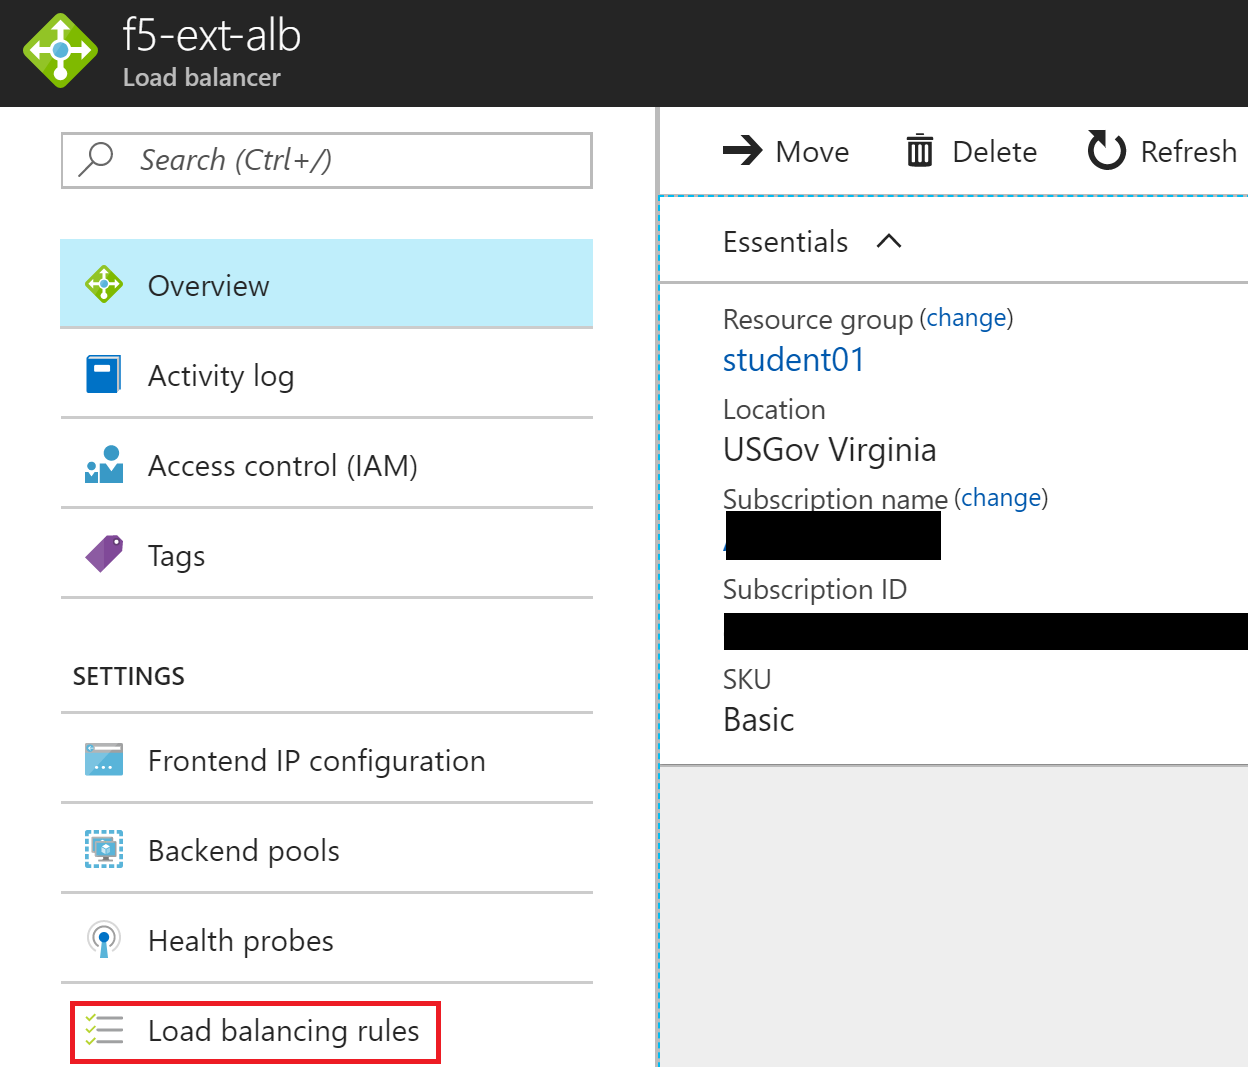 f5-ext-alb
Load balancer
Search (Ctrl+/)
Overview
Activity log
Access control (IAM)
Tags
SETTINGS
Frontend IP configuration
Backend pools
Health probes
Load balancing rules
Move
Delete
Refresh
Essentials
Resource group (change)
student01
Location
USGov Virginia
Subscription name (change)
Subscription ID
SKU
Basic